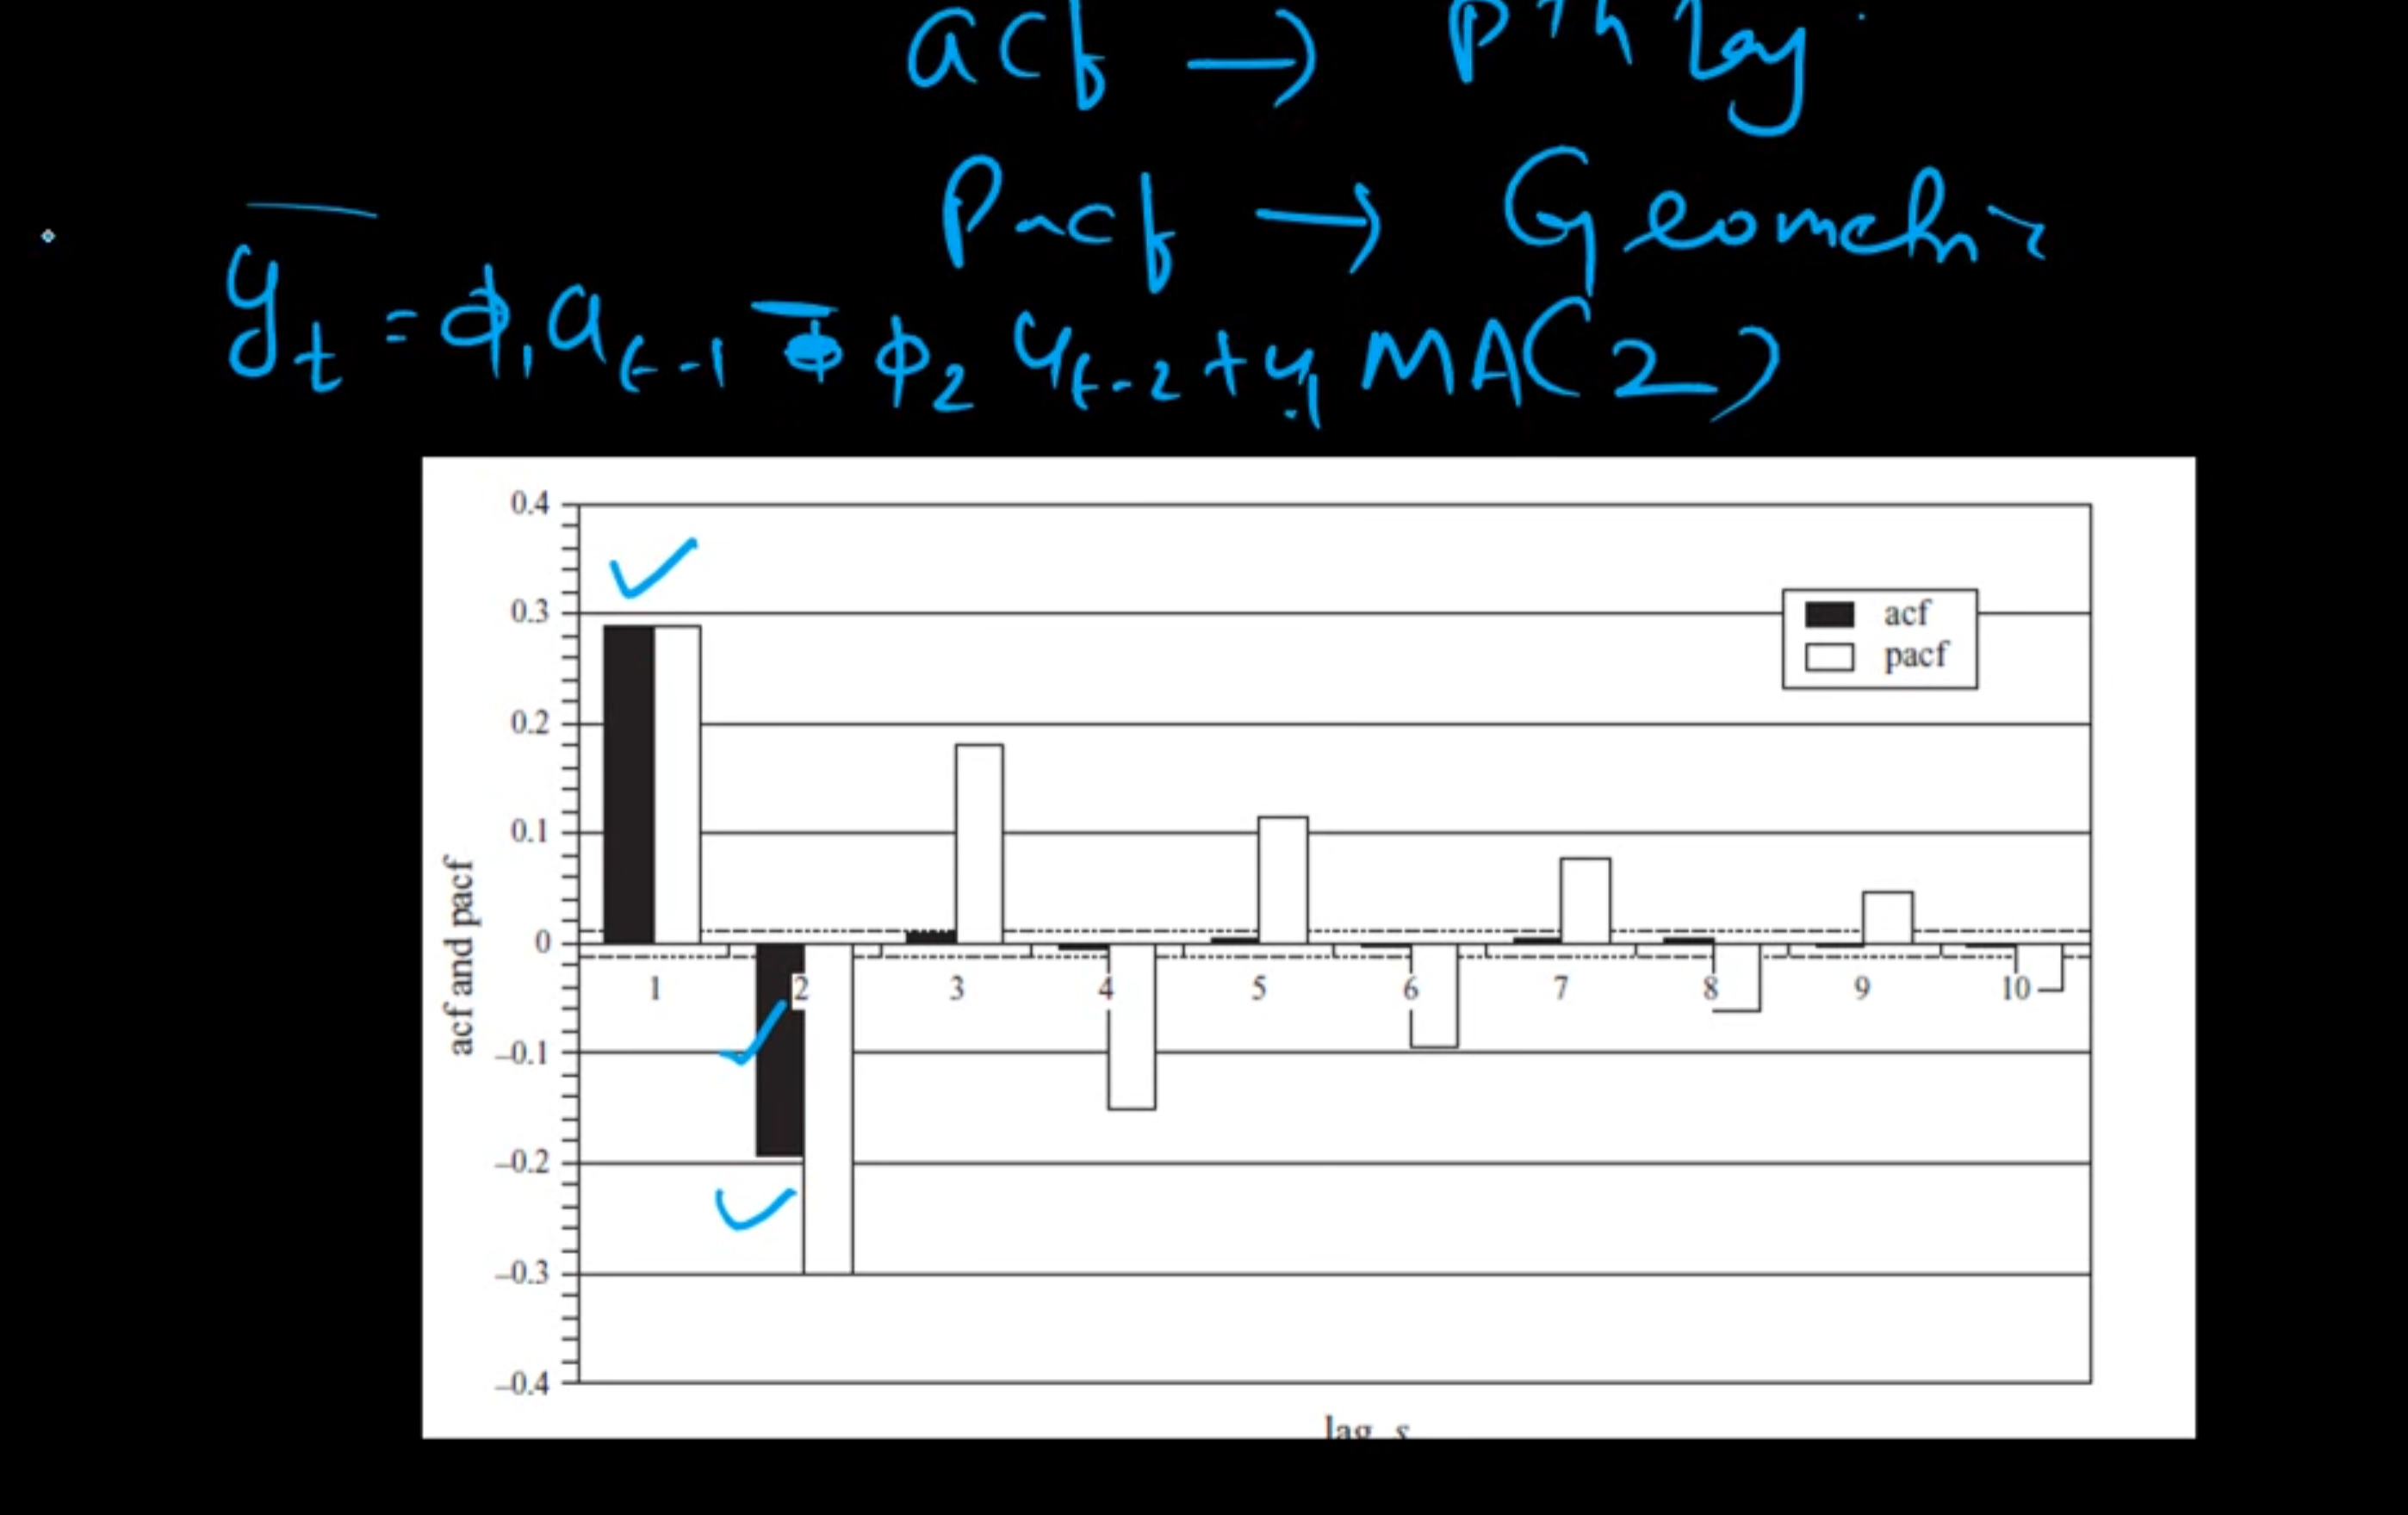 acf → pth lag
Pacf → Geometric
yt = ϕ1 ut-1 - ϕ2 ut-2 + ut MA(2)
0.4
0.3
acf
pacf
0.2
0.1
0
1 2 3 4 5 6 7 8 9 10
acf and pacf
–0.1
–0.2
–0.3
–0.4
lag, s